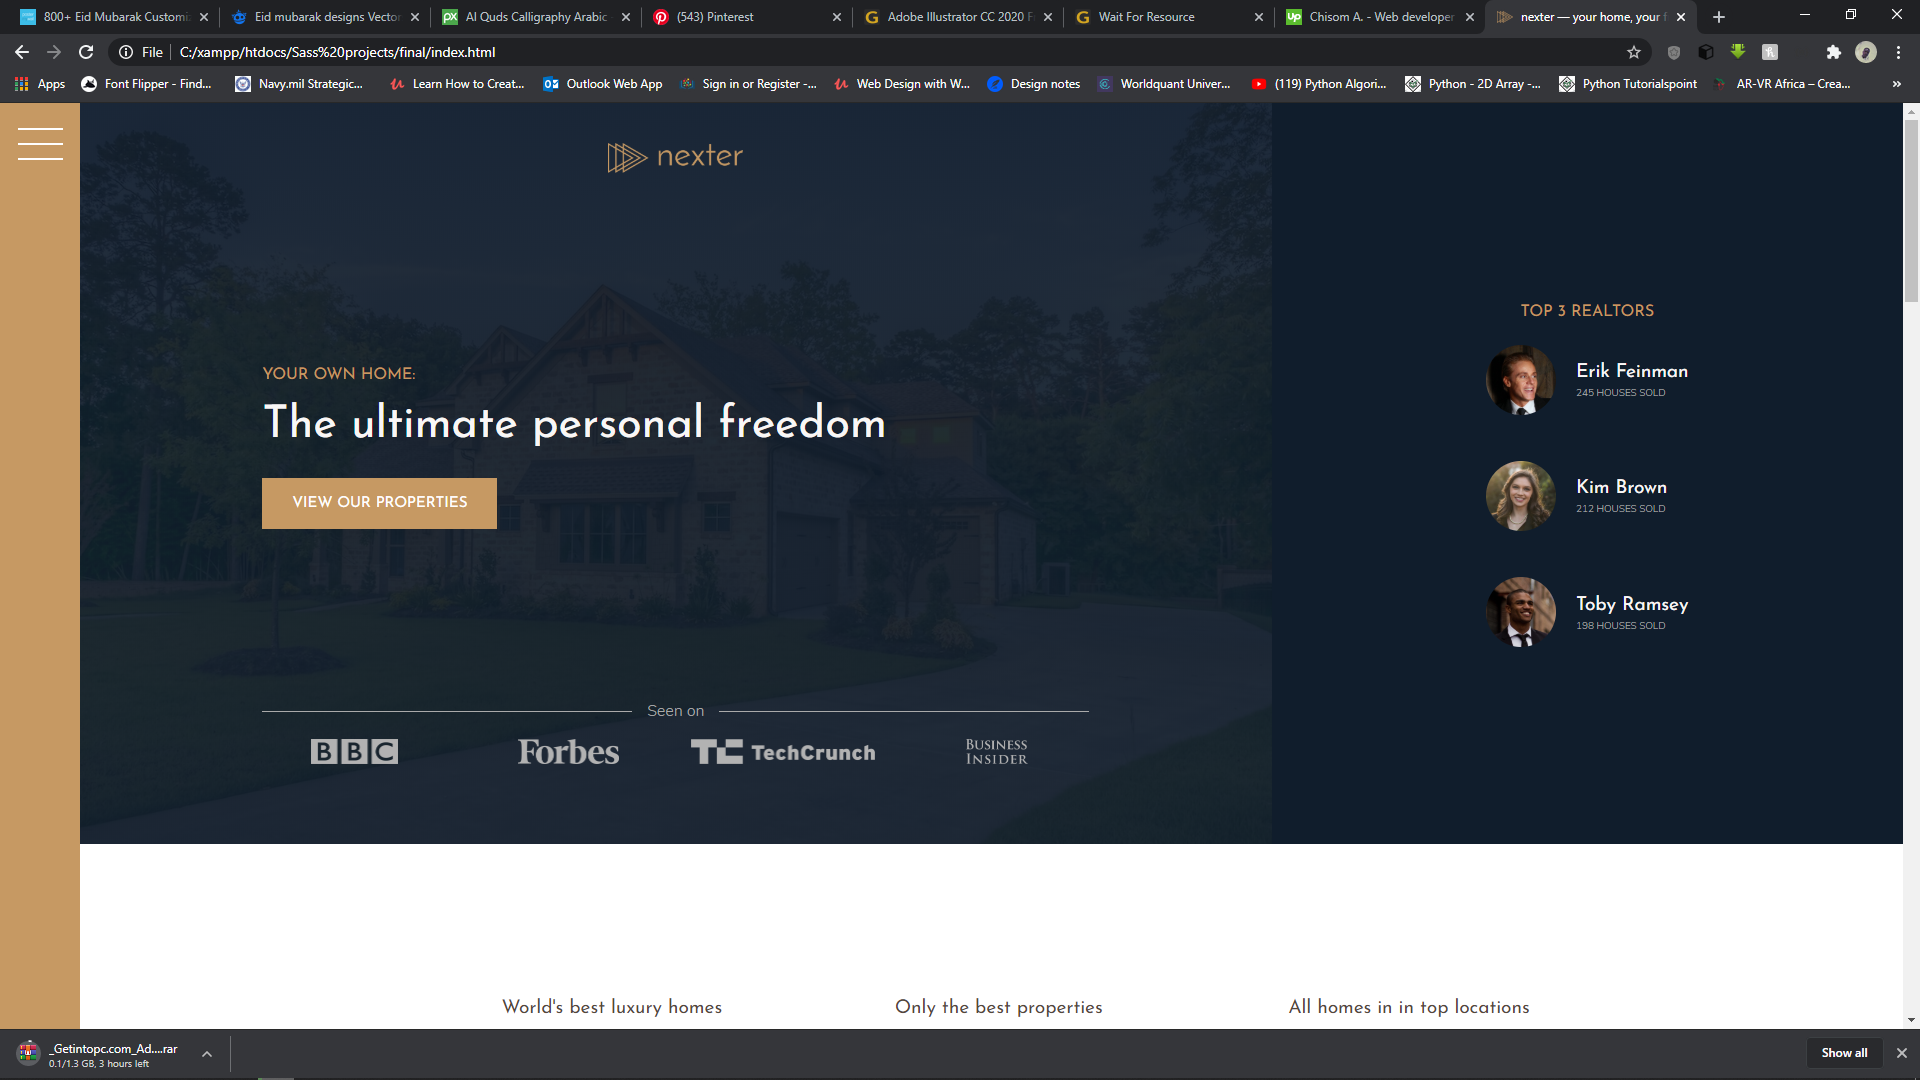 800+ Eid Mubarak Customi
Eid mubarak designs Vector
Al Quds Calligraphy Arabic
(543) Pinterest
Adobe Illustrator CC 2020 F
Wait For Resource
Chisom A. - Web developer
nexter — your home, your f
File
C:/xampp/htdocs/Sass%20projects/final/index.html
Apps
Font Flipper - Find...
Navy.mil Strategic...
Learn How to Creat...
Outlook Web App
Sign in or Register -...
Web Design with W...
Design notes
Worldquant Univer...
(119) Python Algori...
Python - 2D Array -...
Python Tutorialspoint
AR-VR Africa – Crea...
»
nexter
YOUR OWN HOME:
The ultimate personal freedom
VIEW OUR PROPERTIES
Seen on
BBC
Forbes
TC TechCrunch
BUSINESS
INSIDER
TOP 3 REALTORS
Erik Feinman
245 HOUSES SOLD
Kim Brown
212 HOUSES SOLD
Toby Ramsey
198 HOUSES SOLD
World's best luxury homes
Only the best properties
All homes in in top locations
_Getintopc.com_Ad....rar
0.1/1.3 GB, 3 hours left
Show all